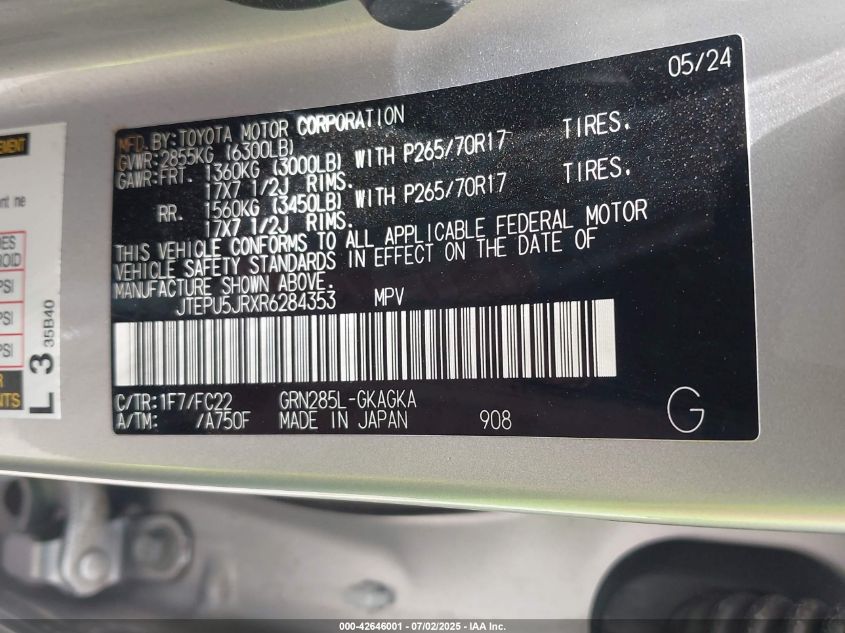 05/24
MFD. BY:TOYOTA MOTOR CORPORATION
GVWR:2855KG (6300LB)
GAWR:FRT. 1360KG (3000LB) WITH P265/70R17 TIRES.
17X7 1/2J RIMS.
RR. 1560KG (3450LB) WITH P265/70R17 TIRES.
17X7 1/2J RIMS.
THIS VEHICLE CONFORMS TO ALL APPLICABLE FEDERAL MOTOR
VEHICLE SAFETY STANDARDS IN EFFECT ON THE DATE OF
MANUFACTURE SHOWN ABOVE.
JTEPU5JRXR6284353 MPV
C/TR:1F7/FC22 GRN285L-GKAGKA
A/TM: /A750F MADE IN JAPAN 908
G
PSI
PSI
L 3 35B40
000-42646001 - 07/02/2025 - IAA Inc.